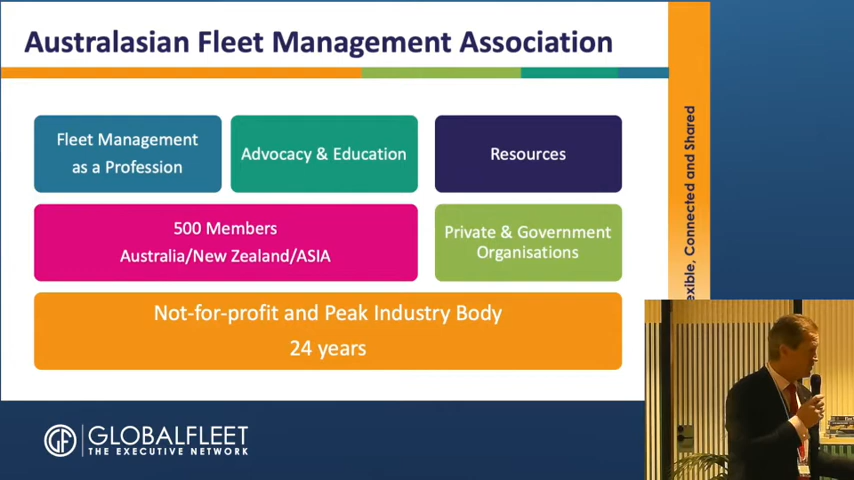 Australasian Fleet Management Association
Fleet Management
as a Profession
Advocacy & Education
Resources
500 Members
Australia/New Zealand/ASIA
Private & Government
Organisations
Not-for-profit and Peak Industry Body
24 years
Connected and Shared
GF
GLOBALFLEET
THE EXECUTIVE NETWORK